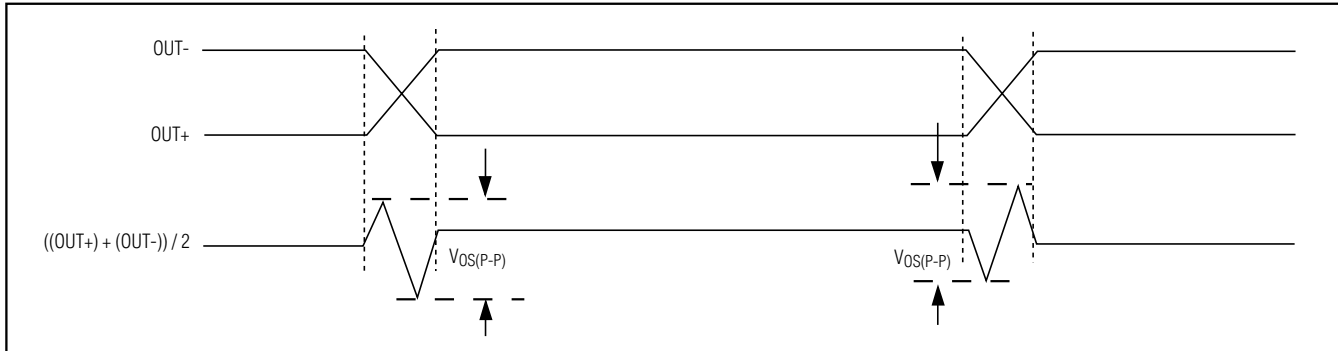 OUT-
OUT+
((OUT+) + (OUT-)) / 2
VOS(P-P)
VOS(P-P)